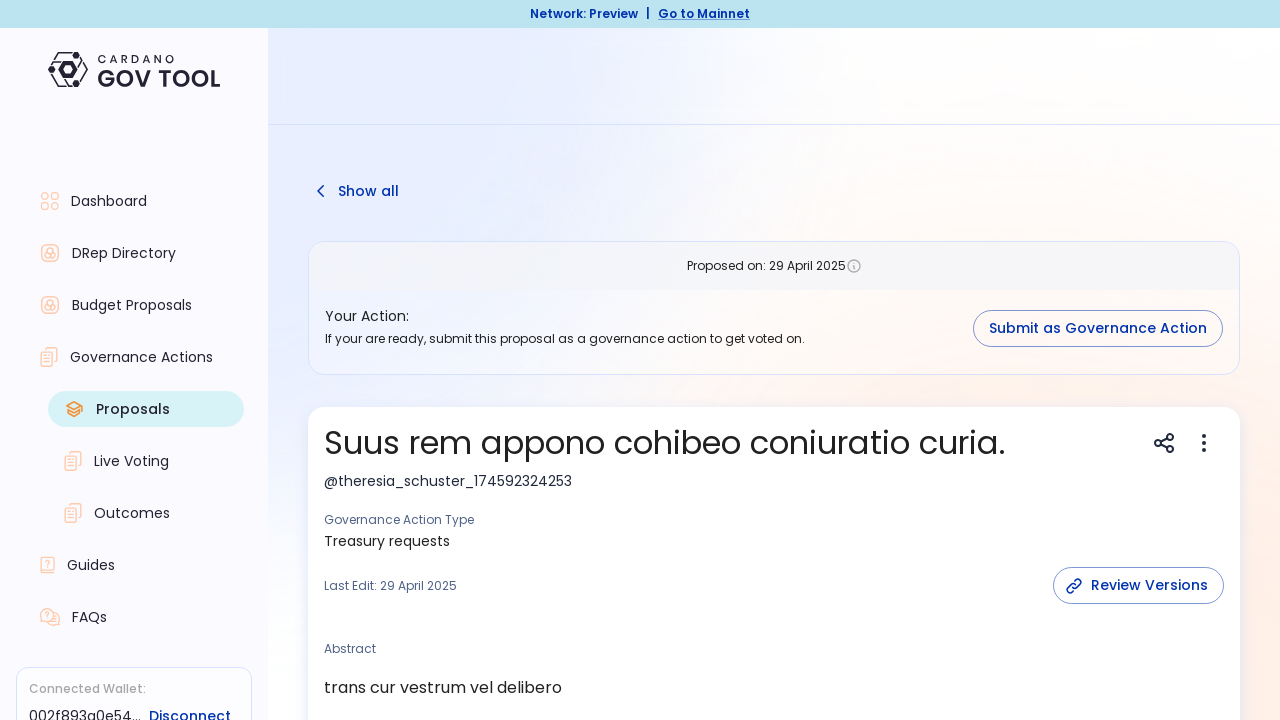 Network: Preview | Go to Mainnet
CARDANO
GOV TOOL
Dashboard
DRep Directory
Budget Proposals
Governance Actions
Proposals
Live Voting
Outcomes
Guides
FAQs
Connected Wallet:
002f893a0e54... Disconnect
Show all
Proposed on: 29 April 2025
Your Action:
If your are ready, submit this proposal as a governance action to get voted on.
Submit as Governance Action
Suus rem appono cohibeo coniuratio curia.
@theresia_schuster_174592324253
Governance Action Type
Treasury requests
Last Edit: 29 April 2025
Review Versions
Abstract
trans cur vestrum vel delibero